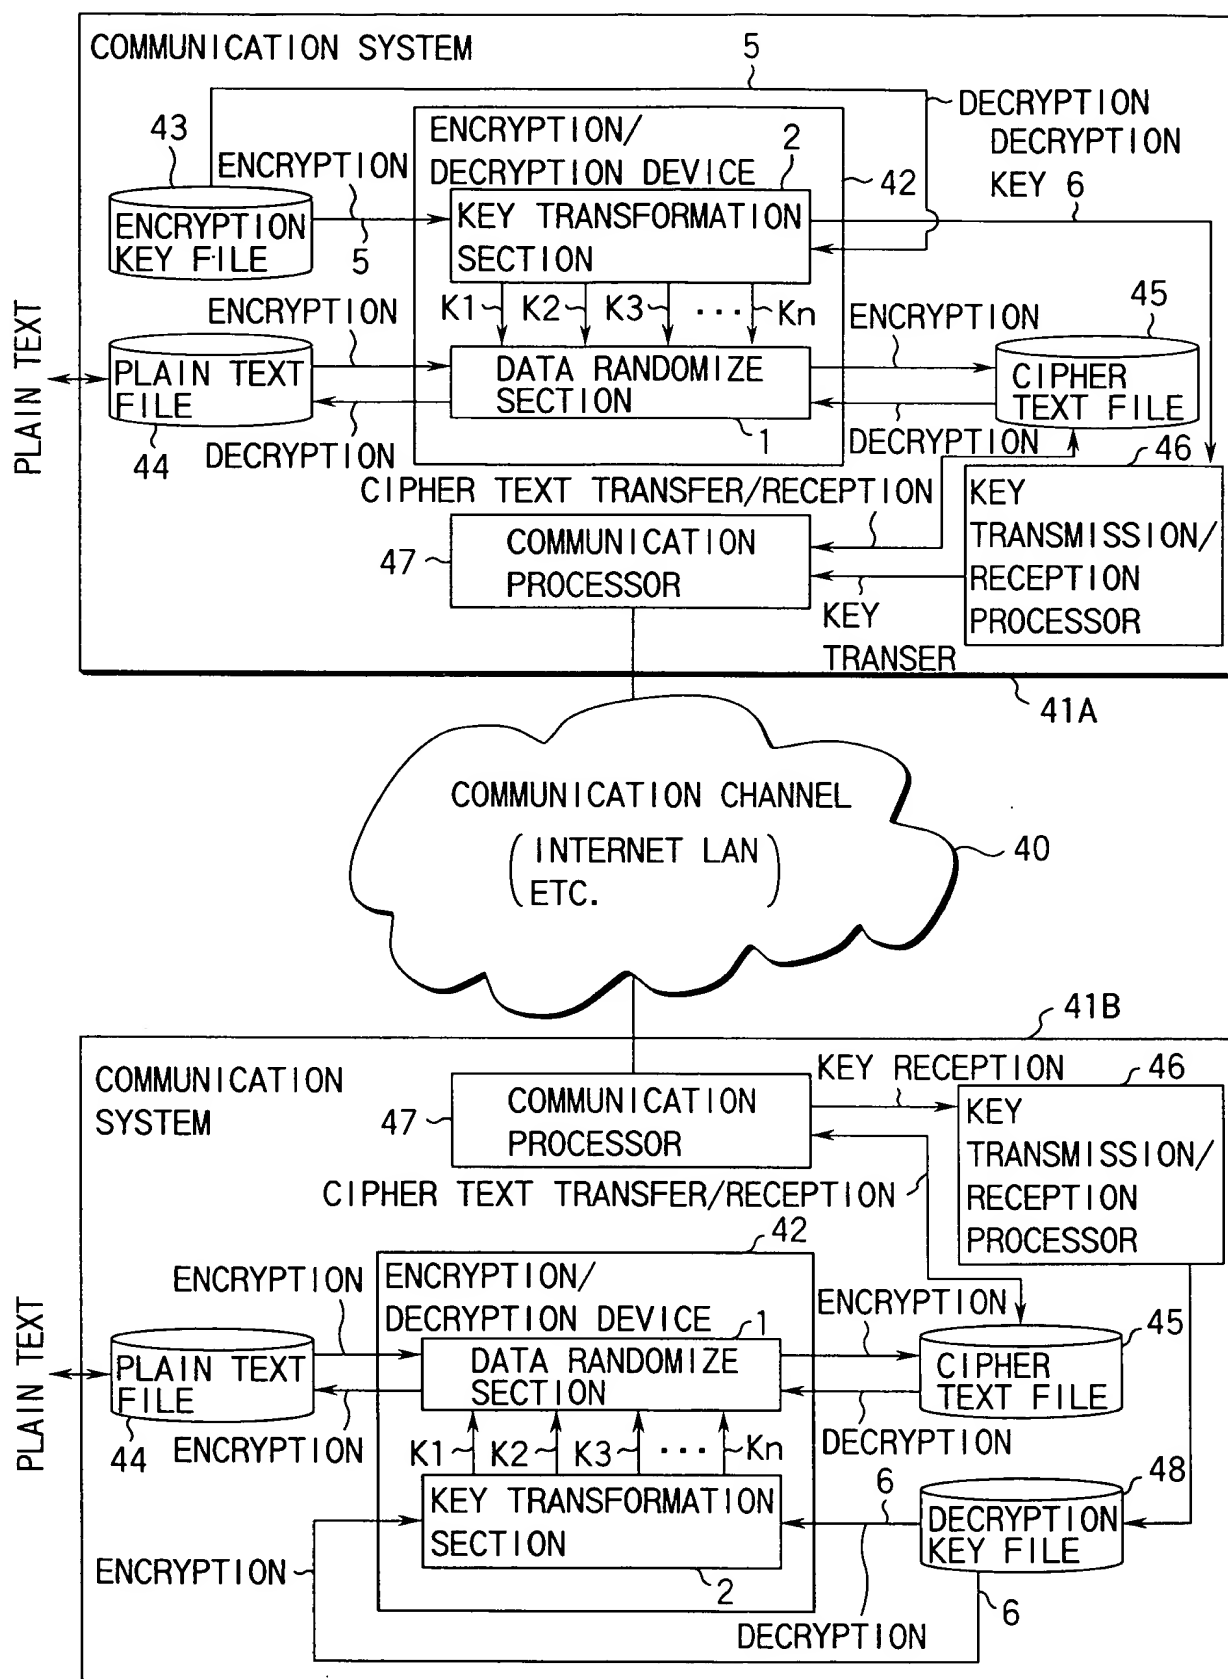 COMMUNICATION SYSTEM
5
DECRYPTION
DECRYPTION
KEY 6
43
ENCRYPTION
5
ENCRYPTION/
DECRYPTION DEVICE
2
42
ENCRYPTION
KEY FILE
KEY TRANSFORMATION
SECTION
K1
K2
K3
...
Kn
ENCRYPTION
ENCRYPTION
45
PLAIN TEXT
PLAIN TEXT
FILE
DATA RANDOMIZE
SECTION
CIPHER
TEXT FILE
44
DECRYPTION
1
DECRYPTION
46
CIPHER TEXT TRANSFER/RECEPTION
KEY
TRANSMISSION/
RECEPTION
PROCESSOR
47
COMMUNICATION
PROCESSOR
KEY
TRANSER
41A
COMMUNICATION CHANNEL
(INTERNET LAN
ETC.)
40
41B
COMMUNICATION
SYSTEM
47
COMMUNICATION
PROCESSOR
KEY RECEPTION
46
KEY
TRANSMISSION/
RECEPTION
PROCESSOR
CIPHER TEXT TRANSFER/RECEPTION
42
ENCRYPTION
ENCRYPTION/
DECRYPTION DEVICE
1
ENCRYPTION
45
PLAIN TEXT
PLAIN TEXT
FILE
DATA RANDOMIZE
SECTION
CIPHER
TEXT FILE
44
ENCRYPTION
K1
K2
K3
...
Kn
DECRYPTION
48
KEY TRANSFORMATION
SECTION
6
DECRYPTION
KEY FILE
ENCRYPTION
2
DECRYPTION
6